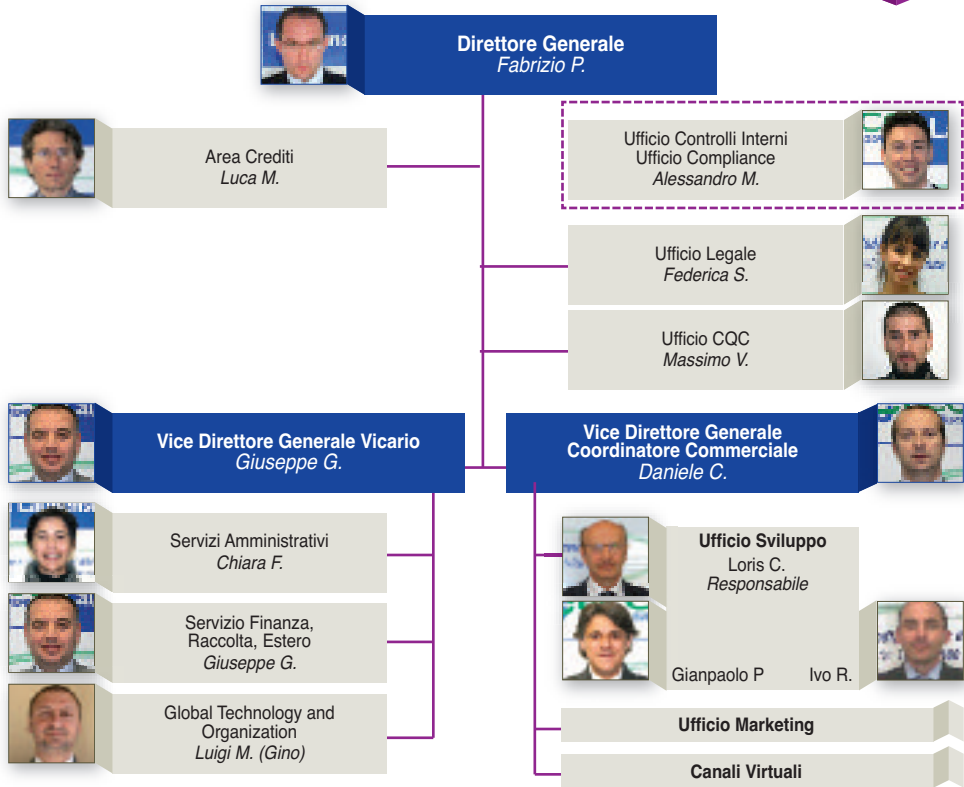 Direttore Generale
Fabrizio P.
Area Crediti
Luca M.
Ufficio Controlli Interni
Ufficio Compliance
Alessandro M.
Ufficio Legale
Federica S.
Ufficio CQC
Massimo V.
Vice Direttore Generale Vicario
Giuseppe G.
Vice Direttore Generale
Coordinatore Commerciale
Daniele C.
Servizi Amministrativi
Chiara F.
Servizio Finanza,
Raccolta, Estero
Giuseppe G.
Global Technology and
Organization
Luigi M. (Gino)
Ufficio Sviluppo
Loris C.
Responsabile
Gianpaolo P
Ivo R.
Ufficio Marketing
Canali Virtuali